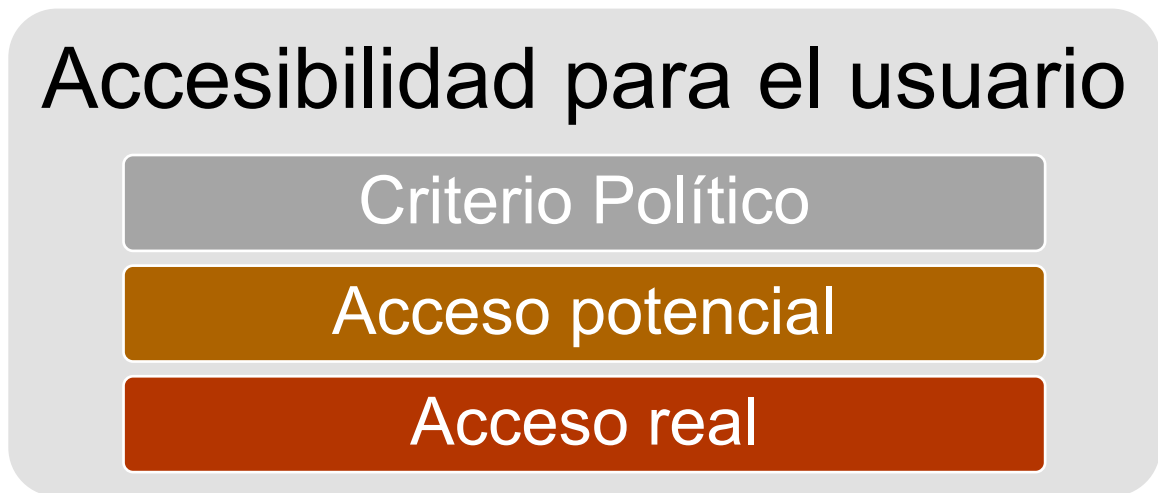 Accesibilidad para el usuario
Criterio Político
Acceso potencial
Acceso real